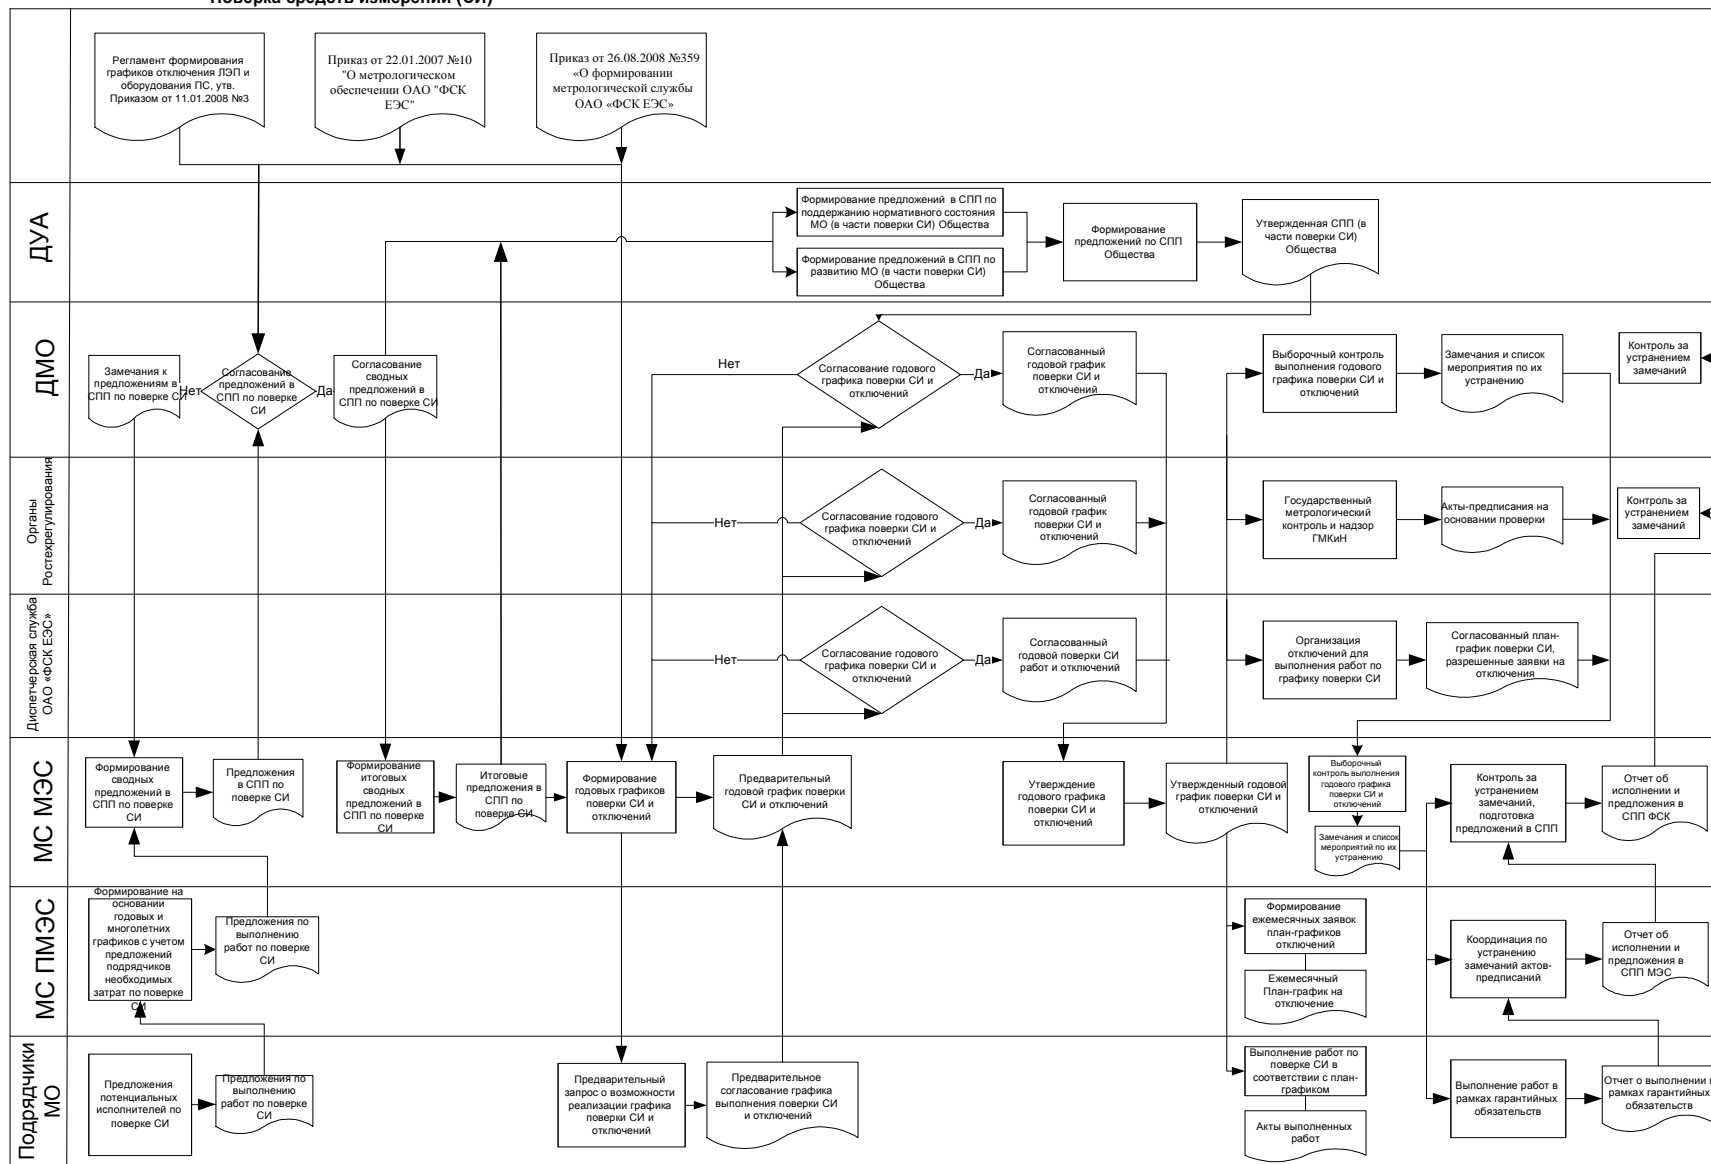 Поверка средств измерений (СИ)
Регламент формирования
графиков отключения ЛЭП и
оборудования ПС, утв.
Приказом от 11.01.2008 №3
Приказ от 22.01.2007 №10
"О метрологическом
обеспечении ОАО "ФСК
ЕЭС"
Приказ от 26.08.2008 №359
«О формировании
метрологической службы
ОАО «ФСК ЕЭС»
ДУА
Формирование предложений в СПП по
поддержанию нормативного состояния
МО (в части поверки СИ) Общества
Формирование предложений в СПП по
развитию МО (в части поверки СИ)
Общества
Формирование
предложений по СПП
Общества
Утвержденная СПП (в
части поверки СИ)
Общества
ДМО
Замечания к
предложениям в
СПП по поверке СИ
Нет
Согласование
предложений в
СПП по поверке
СИ
Да
Согласование
сводных
предложений в
СПП по поверке СИ
Нет
Согласование годового
графика поверки СИ и
отключений
Да
Согласованный
годовой график
поверки СИ и
отключений
Выборочный контроль
выполнения годового
графика поверки СИ и
отключений
Замечания и список
мероприятия по их
устранению
Контроль за
устранением
замечаний
Органы
Ростехрегулирования
Нет
Согласование годового
графика поверки СИ и
отключений
Да
Согласованный
годовой график
поверки СИ и
отключений
Государственный
метрологический
контроль и надзор
ГМКиН
Акты-предписания на
основании проверки
Контроль за
устранением
замечаний
Диспетчерская служба
ОАО «ФСК ЕЭС»
Нет
Согласование годового
графика поверки СИ и
отключений
Да
Согласованный
годовой поверки СИ
работ и отключений
Организация
отключений для
выполнения работ по
графику поверки СИ
Согласованный план-
график поверки СИ,
разрешенные заявки на
отключения
МС МЭС
Формирование
сводных
предложений в
СПП по поверке
СИ
Предложения
в СПП по
поверке СИ
Формирование
итоговых
сводных
предложений в
СПП по поверке
СИ
Итоговые
предложения в
СПП по
поверке СИ
Формирование
годовых графиков
поверки СИ и
отключений
Предварительный
годовой график поверки
СИ и отключений
Утверждение
годового графика
поверки СИ и
отключений
Утвержденный годовой
график поверки СИ и
отключений
Выборочный
контроль выполнения
годового графика
поверки СИ и
отключений
Замечания и список
мероприятий по их
устранению
Контроль за
устранением
замечаний,
подготовка
предложений в СПП
Отчет об
исполнении и
предложения в
СПП ФСК
МС ПМЭС
Формирование на
основании
годовых и
многолетних
графиков с учетом
предложений
подрядчиков
необходимых
затрат по поверке
СИ
Предложения по
выполнению
работ по поверке
СИ
Формирование
ежемесячных заявок
план-графиков
отключений
Ежемесячный
План-график на
отключение
Координация по
устранению
замечаний актов-
предписаний
Отчет об
исполнении и
предложения в
СПП МЭС
Подрядчики
МО
Предложения
потенциальных
исполнителей по
поверке СИ
Предложения по
выполнению
работ по поверке
СИ
Предварительный
запрос о возможности
реализации графика
поверки СИ и
отключений
Предварительное
согласование графика
выполнения поверки СИ
и отключений
Выполнение работ по
поверке СИ в
соответствии с план-
графиком
Акты выполненных
работ
Выполнение работ в
рамках гарантийных
обязательств
Отчет о выполнении
рамках гарантийных
обязательств